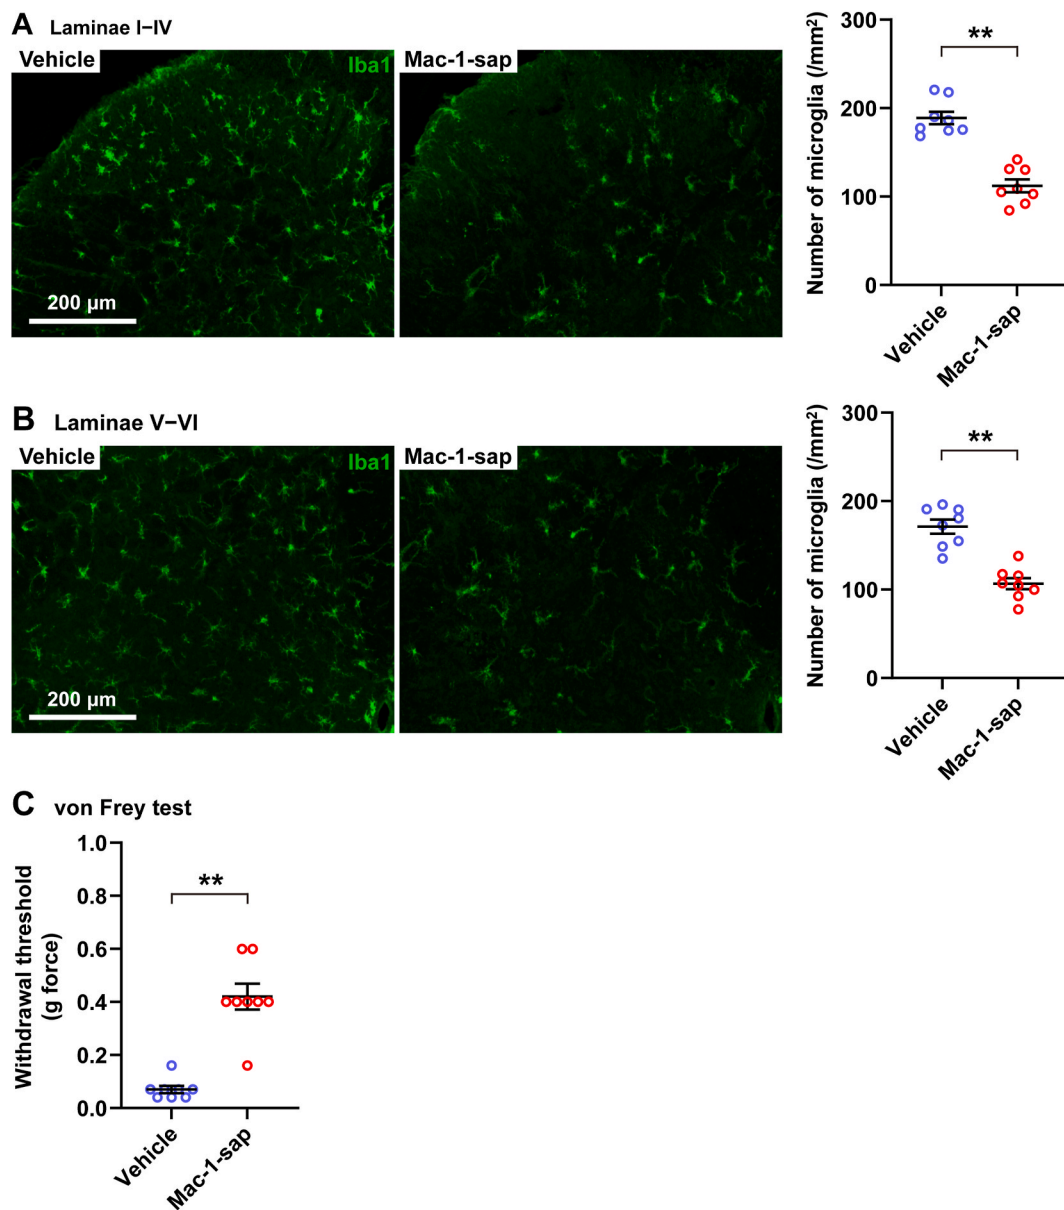 A Laminae I−IV
Vehicle
Iba1
Mac-1-sap
200 µm
Number of microglia (/mm²)
300
200
100
0
**
Vehicle
Mac-1-sap
B Laminae V−VI
Vehicle
Iba1
Mac-1-sap
200 µm
Number of microglia (/mm²)
300
200
100
0
**
Vehicle
Mac-1-sap
C von Frey test
Withdrawal threshold
(g force)
1.0
0.8
0.6
0.4
0.2
0.0
**
Vehicle
Mac-1-sap